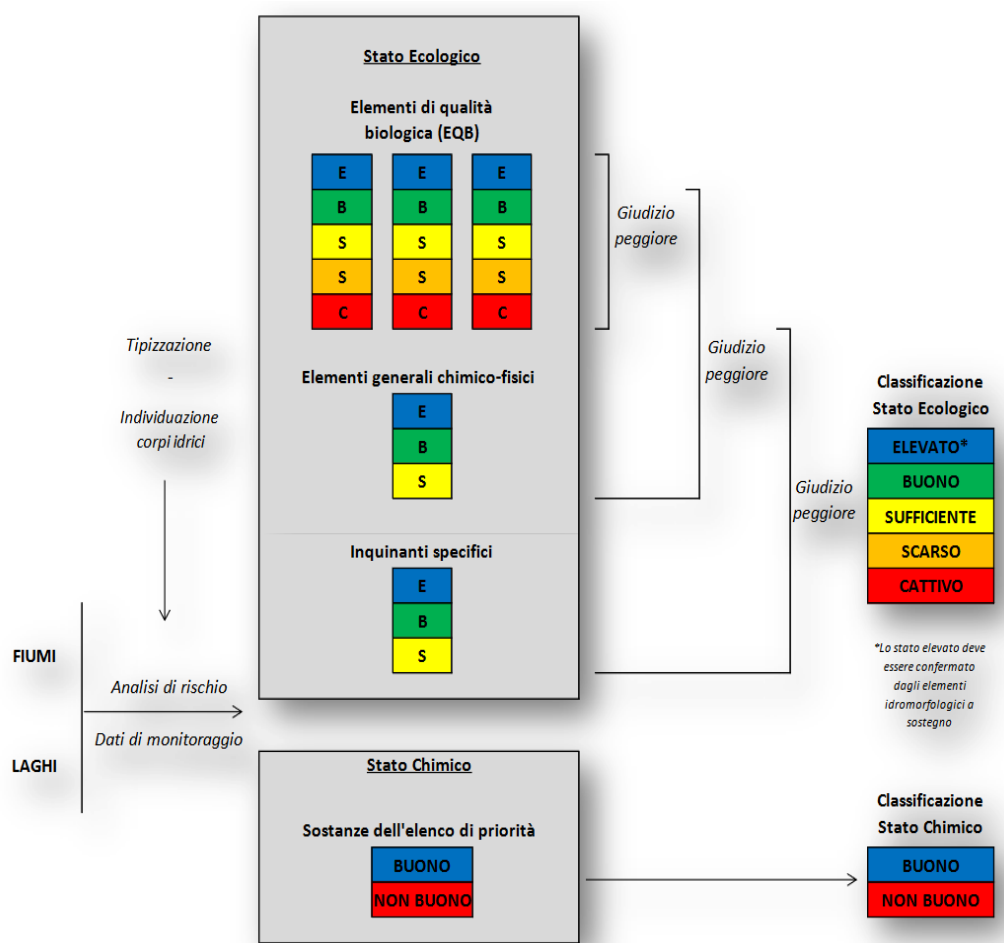 Stato Ecologico
Elementi di qualità
biologica (EQB)
E E E
B B B
S S S
S S S
C C C
Giudizio
peggiore
Tipizzazione
-
Individuazione
corpi idrici
Elementi generali chimico-fisici
E
B
S
Giudizio
peggiore
Inquinanti specifici
E
B
S
Giudizio
peggiore
Classificazione
Stato Ecologico
ELEVATO*
BUONO
SUFFICIENTE
SCARSO
CATTIVO
*Lo stato elevato deve
essere confermato
dagli elementi
idromorfologici a
sostegno
FIUMI
Analisi di rischio
Dati di monitoraggio
LAGHI
Stato Chimico
Sostanze dell'elenco di priorità
BUONO
NON BUONO
Classificazione
Stato Chimico
BUONO
NON BUONO